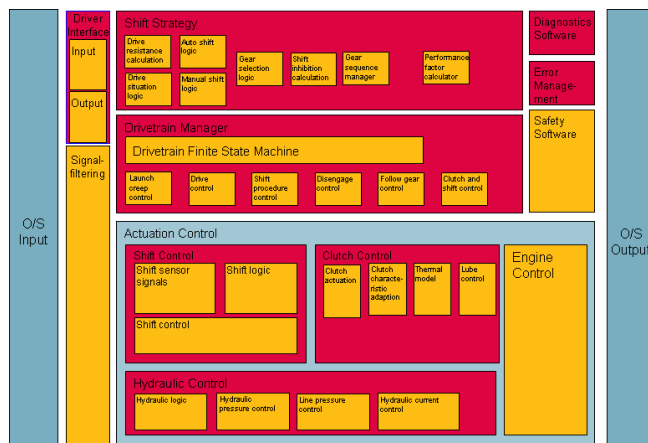 O/S
Input
Driver
Interface
Input
Output
Signal-
filtering
Shift Strategy
Drive
resistance
calculation
Auto shift
logic
Drive
situation
logic
Manual shift
logic
Gear
selection
logic
Shift
inhibition
calculation
Gear
sequence
manager
Performance
factor
calculator
Drivetrain Manager
Drivetrain Finite State Machine
Launch
creep
control
Drive
control
Shift
procedure
control
Disengage
control
Follow gear
control
Clutch and
shift control
Actuation Control
Shift Control
Shift sensor
signals
Shift logic
Shift control
Clutch Control
Clutch
actuation
Clutch
characte-
ristic
adaption
Thermal
model
Lube
control
Engine
Control
Hydraulic Control
Hydraulic logic
Hydraulic
pressure control
Line pressure
control
Hydraulic current
control
Diagnostics
Software
Error
Manage-
ment
Safety
Software
O/S
Output